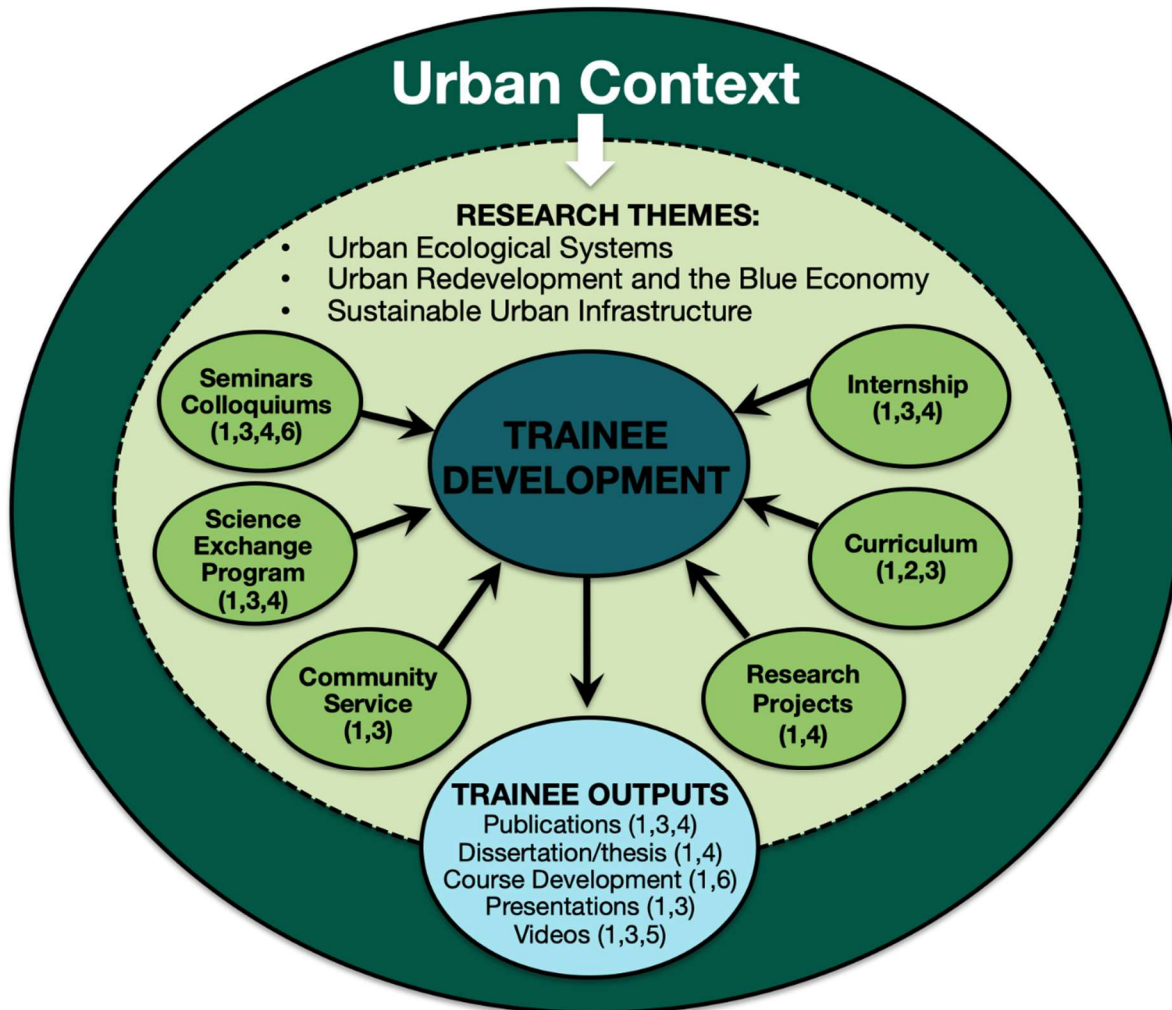 Urban Context
RESEARCH THEMES:
• Urban Ecological Systems
• Urban Redevelopment and the Blue Economy
• Sustainable Urban Infrastructure
Seminars
Colloquiums
(1,3,4,6)
Science
Exchange
Program
(1,3,4)
Community
Service
(1,3)
TRAINEE
DEVELOPMENT
Internship
(1,3,4)
Curriculum
(1,2,3)
Research
Projects
(1,4)
TRAINEE OUTPUTS
Publications (1,3,4)
Dissertation/thesis (1,4)
Course Development (1,6)
Presentations (1,3)
Videos (1,3,5)